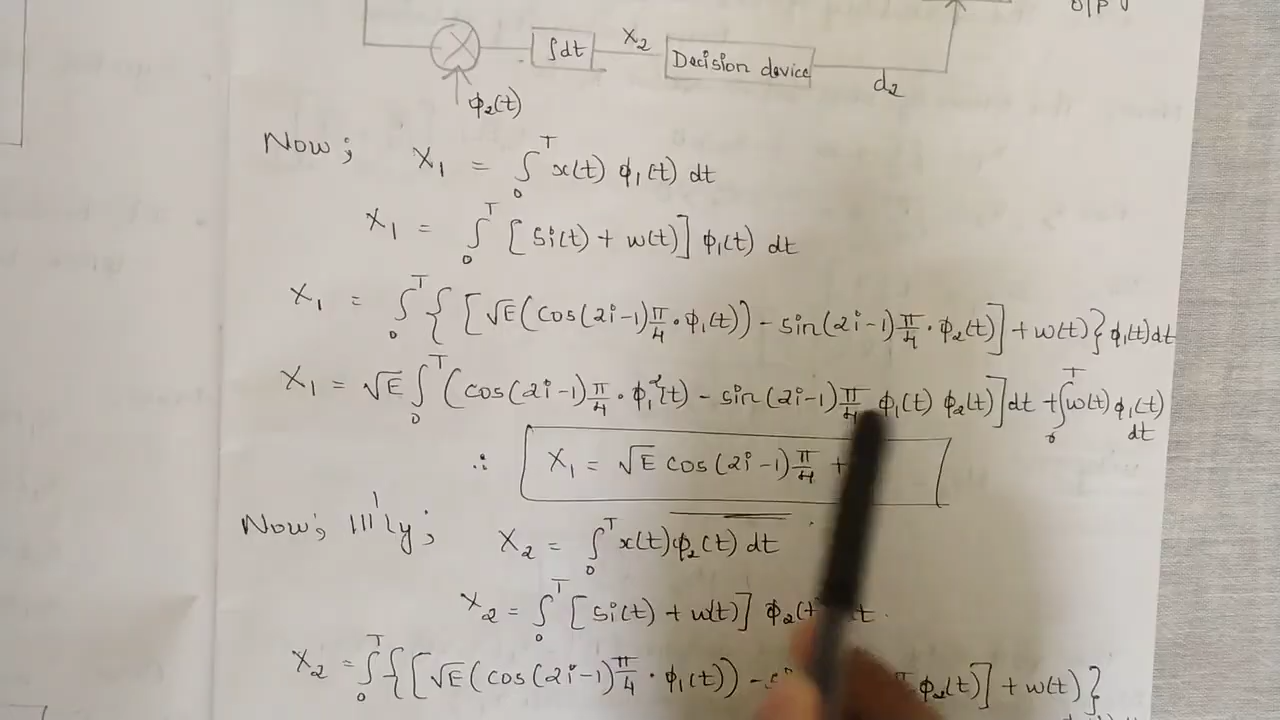 O/P
∫dt X₂ Decision device
d₂
ϕ₂(t)
Now; X₁ = ∫₀ᵀ x(t) ϕ₁(t) dt
X₁ = ∫₀ᵀ [si(t) + w(t)] ϕ₁(t) dt
X₁ = ∫₀ᵀ { [√E(cos(2i-1)π/4 · ϕ₁(t)) - sin(2i-1)π/4 · ϕ₂(t)] + w(t)} ϕ₁(t)dt
X₁ = √E ∫₀ᵀ (cos(2i-1)π/4 · ϕ₁²(t) - sin(2i-1)π/4 ϕ₁(t) ϕ₂(t)] dt + ∫₀ᵀ w(t) ϕ₁(t) dt
∴ X₁ = √E cos(2i-1)π/4 +
Now; lllly; X₂ = ∫₀ᵀ x(t) ϕ₂(t) dt
X₂ = ∫₀ᵀ [si(t) + w(t)] ϕ₂(t) dt.
X₂ = ∫₀ᵀ {[√E(cos(2i-1)π/4 · ϕ₁(t)) - ϕ₂(t)] + w(t)}